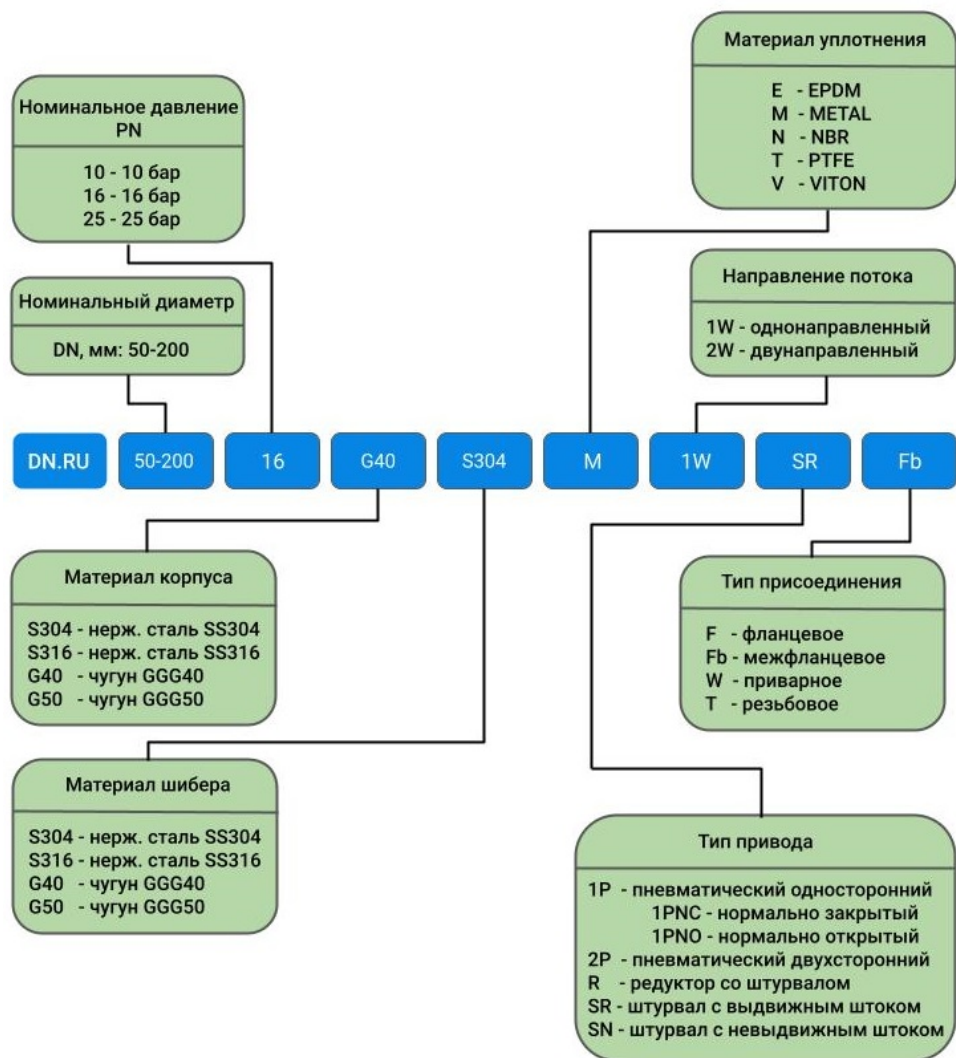 Материал уплотнения
E - EPDM
M - METAL
N - NBR
T - PTFE
V - VITON
Номинальное давление
PN
10 - 10 бар
16 - 16 бар
25 - 25 бар
Направление потока
1W - однонаправленный
2W - двунаправленный
Номинальный диаметр
DN, мм: 50-200
DN.RU 50-200 16 G40 S304 M 1W SR Fb
Материал корпуса
S304 - нерж. сталь SS304
S316 - нерж. сталь SS316
G40 - чугун GGG40
G50 - чугун GGG50
Тип присоединения
F - фланцевое
Fb - межфланцевое
W - приварное
T - резьбовое
Материал шибера
S304 - нерж. сталь SS304
S316 - нерж. сталь SS316
G40 - чугун GGG40
G50 - чугун GGG50
Тип привода
1P - пневматический односторонний
1PNC - нормально закрытый
1PNO - нормально открытый
2P - пневматический двухсторонний
R - редуктор со штурвалом
SR - штурвал с выдвижным штоком
SN - штурвал с невыдвижным штоком